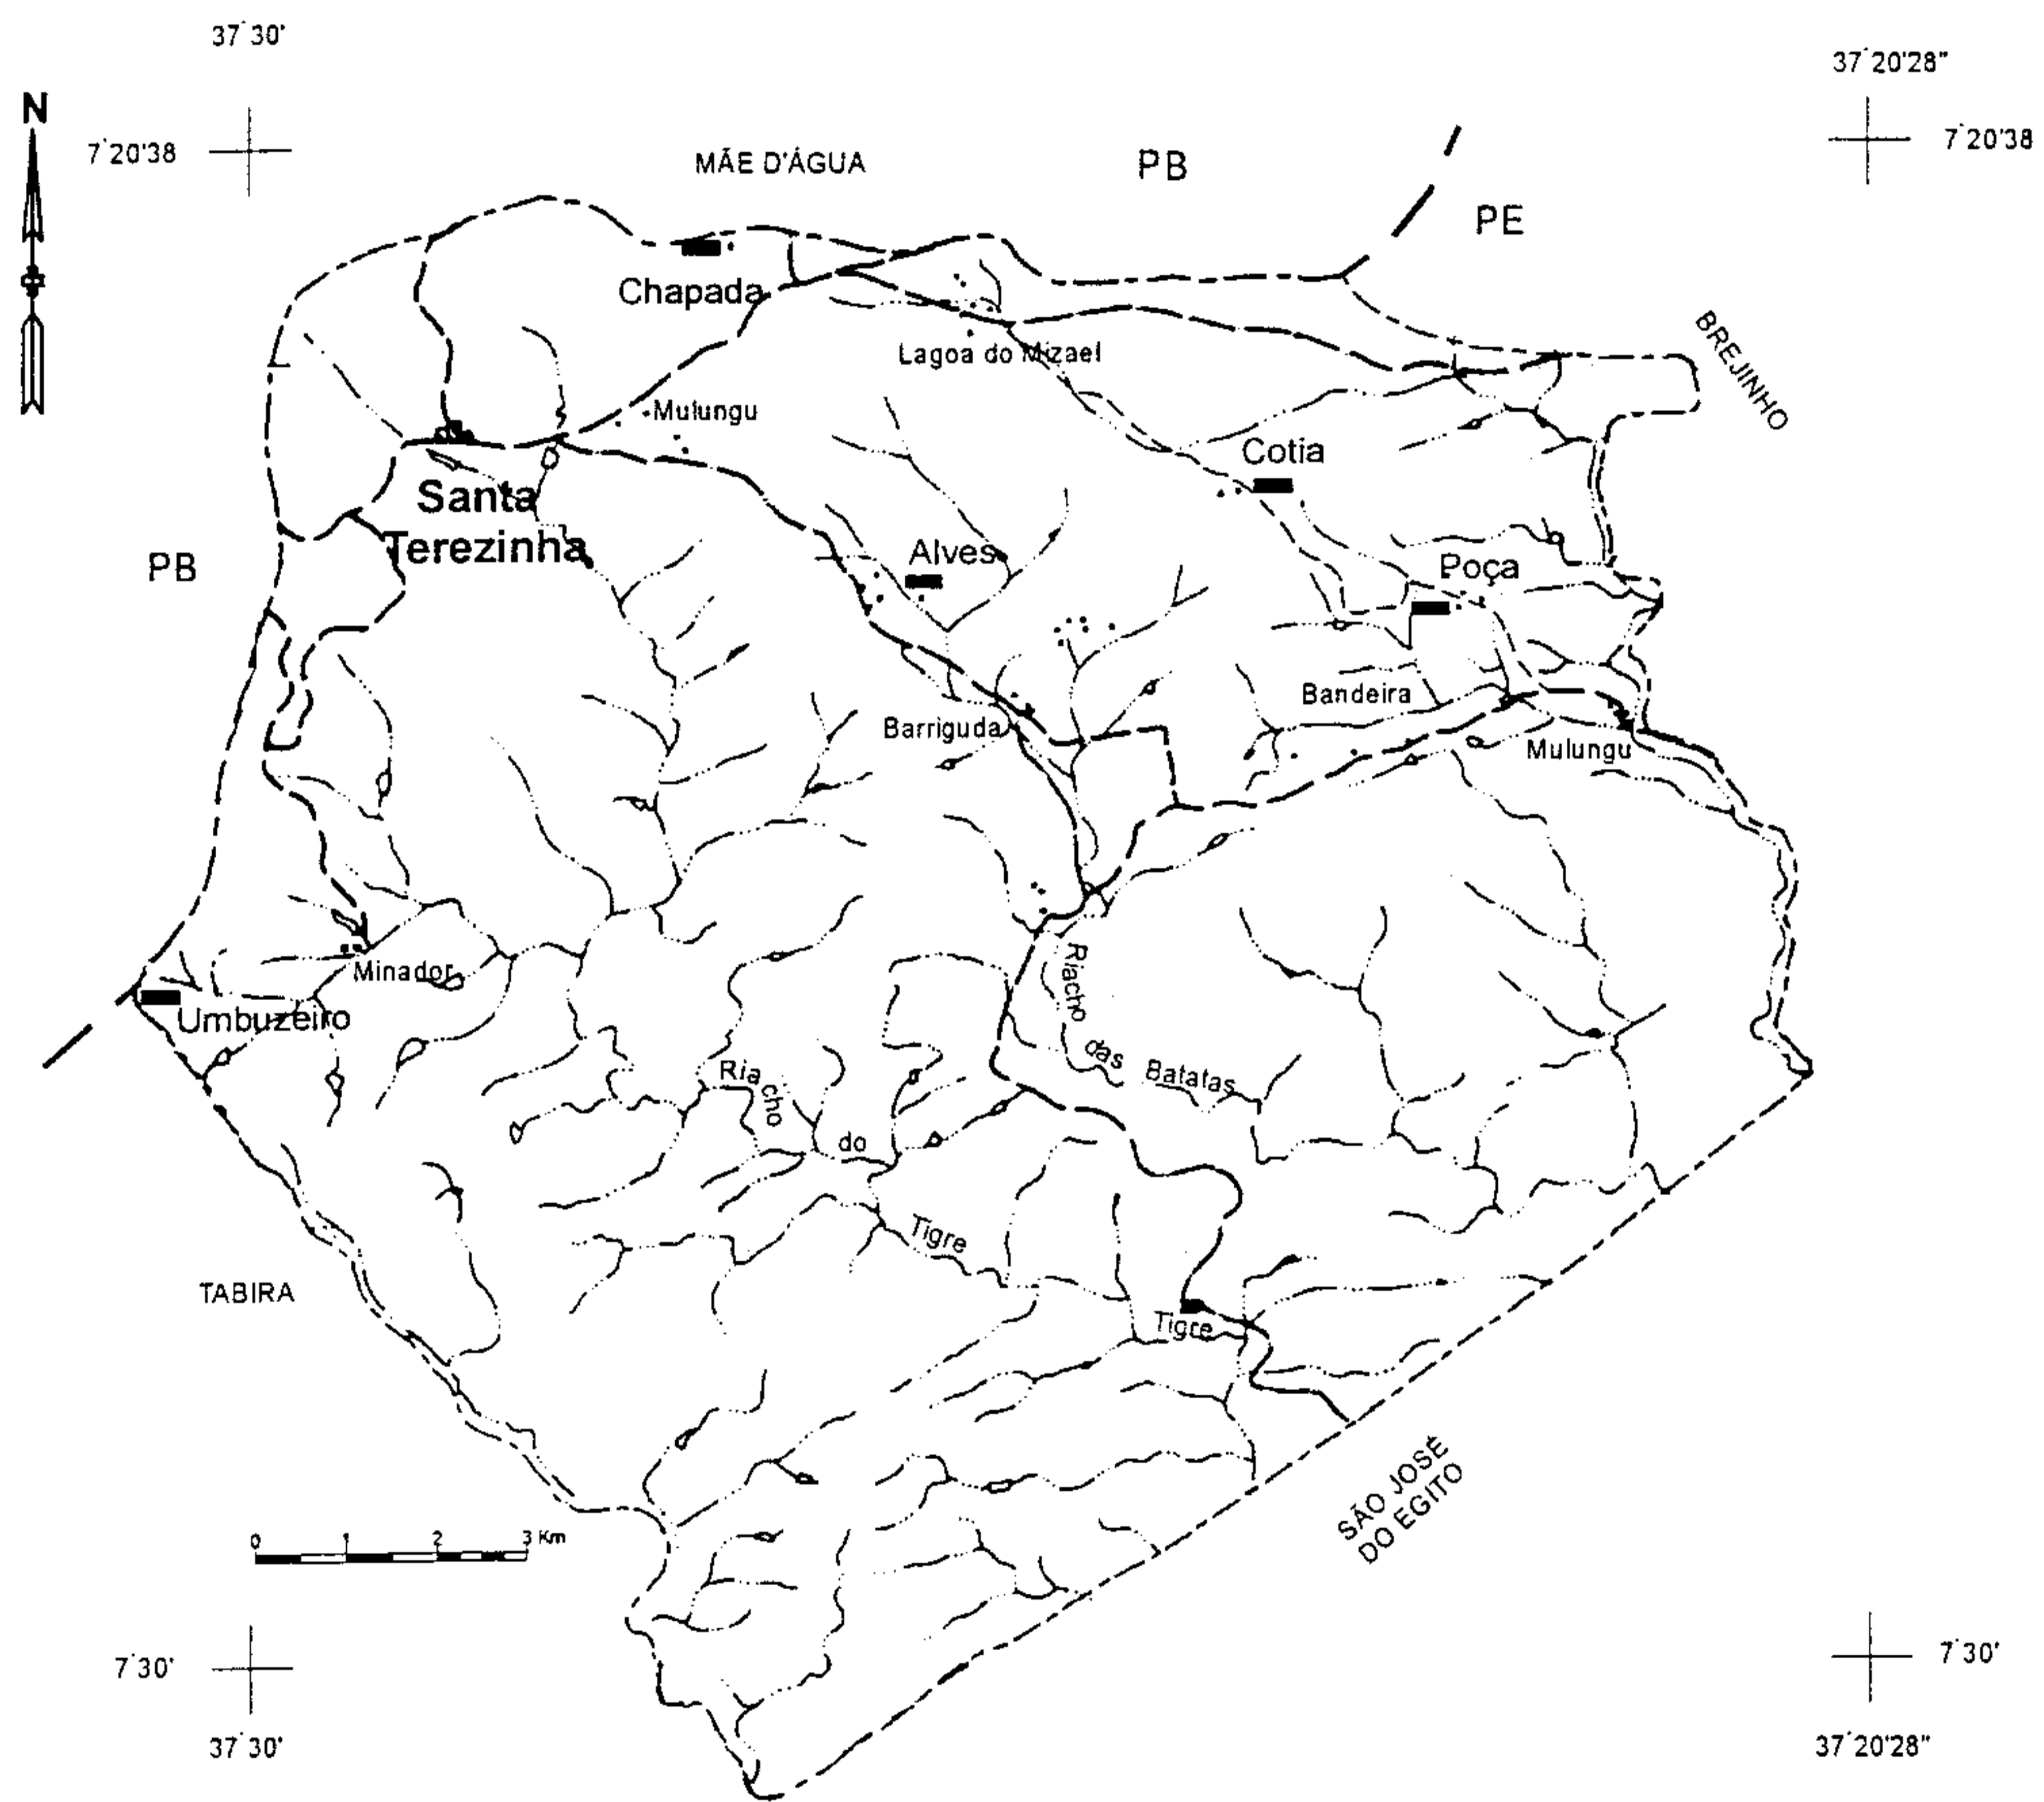 37°30'
37°20'28"
N
7°20'38
7°20'38
MÃE D'ÁGUA
PB
PE
Chapada
BREJINHO
Lagoa do Mizael
Mulungu
Cotia
Santa
Terezinha
PB
Alves
Poça
Bandeira
Barriguda
Mulungu
Minador
Umbuzeiro
Riacho
das
Batatas
Riacho
do
Tigre
TABIRA
Tigre
SÃO JOSÉ
DO EGITO
0 1 2 3 Km
7°30'
7°30'
37°30'
37°20'28"